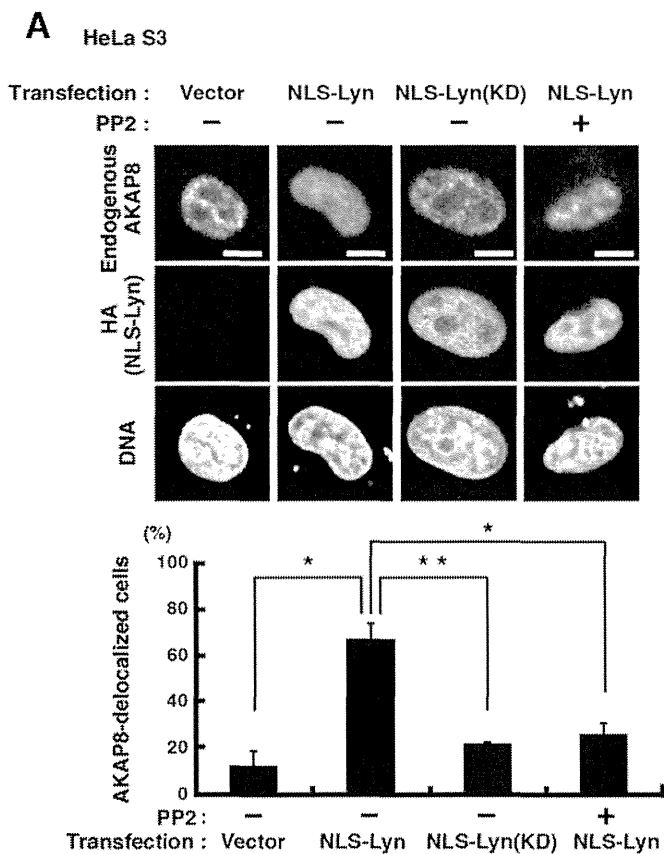 A HeLa S3
Transfection : Vector NLS-Lyn NLS-Lyn(KD) NLS-Lyn
PP2 : − − − +
Endogenous
AKAP8
HA
(NLS-Lyn)
DNA
(%)
100
80
60
40
20
0
AKAP8-delocalized cells
* * * *
PP2 : − − − +
Transfection : Vector NLS-Lyn NLS-Lyn(KD) NLS-Lyn